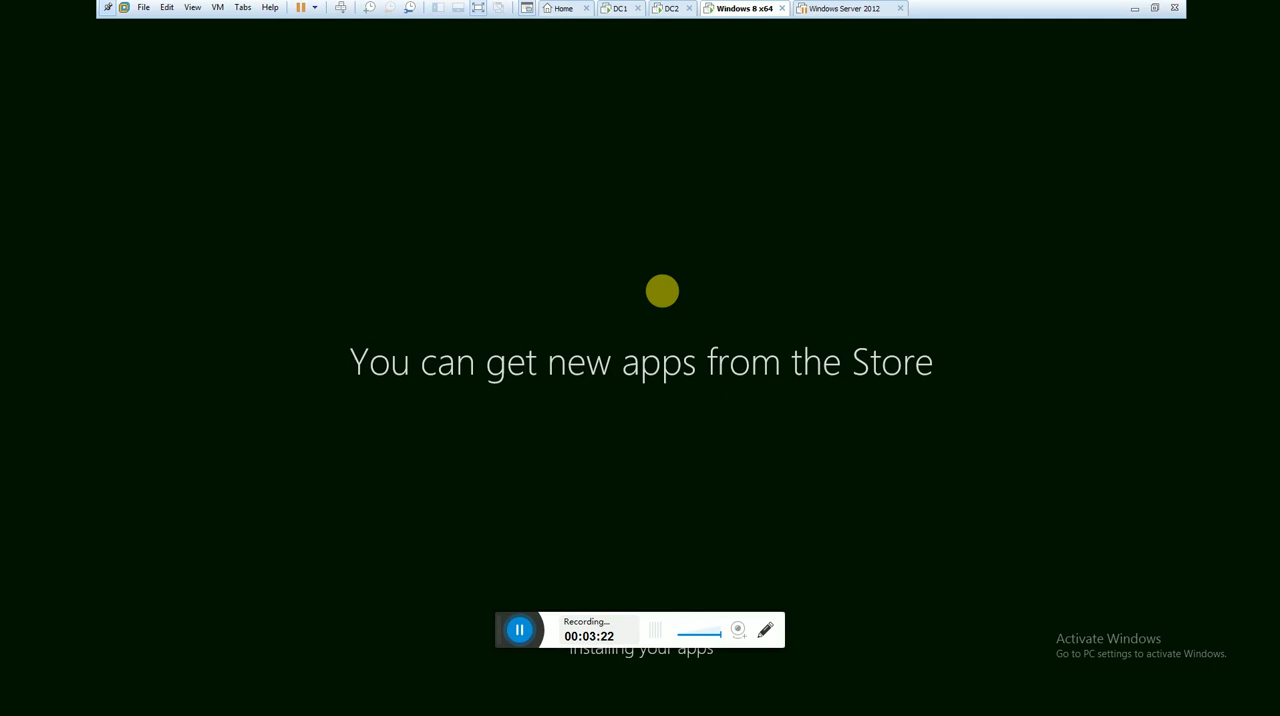 File Edit View VM Tabs Help Home DC1 DC2 Windows 8 x64 Windows Server 2012
You can get new apps from the Store
Recording...
00:03:22
Installing your apps
Activate Windows
Go to PC settings to activate Windows.